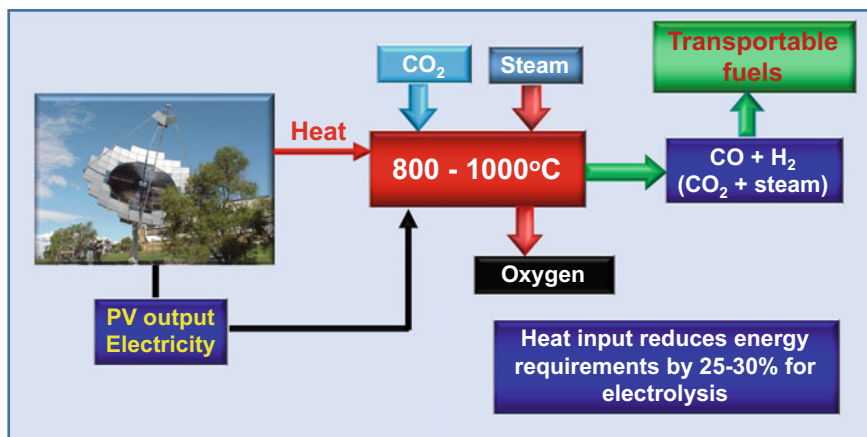 CO₂
Steam
Transportable
fuels
Heat
800 - 1000°C
CO + H₂
(CO₂ + steam)
Oxygen
PV output
Electricity
Heat input reduces energy
requirements by 25-30% for
electrolysis